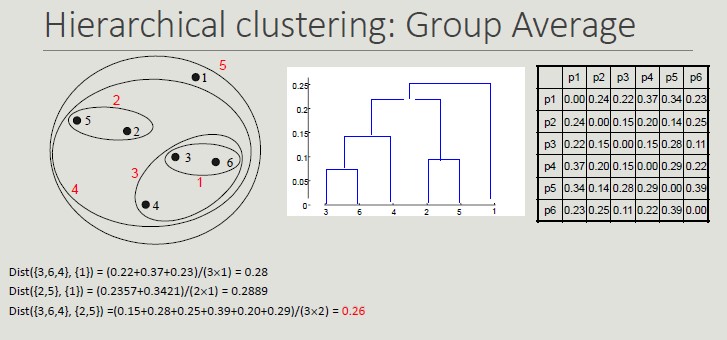 Hierarchical clustering: Group Average
5
1
2
5
2
3
6
3
1
4
4
0.25
0.2
0.15
0.1
0.05
0
3 6 4 2 5 1
p1 p2 p3 p4 p5 p6
p1 0.00 0.24 0.22 0.37 0.34 0.23
p2 0.24 0.00 0.15 0.20 0.14 0.25
p3 0.22 0.15 0.00 0.15 0.28 0.11
p4 0.37 0.20 0.15 0.00 0.29 0.22
p5 0.34 0.14 0.28 0.29 0.00 0.39
p6 0.23 0.25 0.11 0.22 0.39 0.00
Dist({3,6,4}, {1}) = (0.22+0.37+0.23)/(3×1) = 0.28
Dist({2,5}, {1}) = (0.2357+0.3421)/(2×1) = 0.2889
Dist({3,6,4}, {2,5}) =(0.15+0.28+0.25+0.39+0.20+0.29)/(3×2) = 0.26